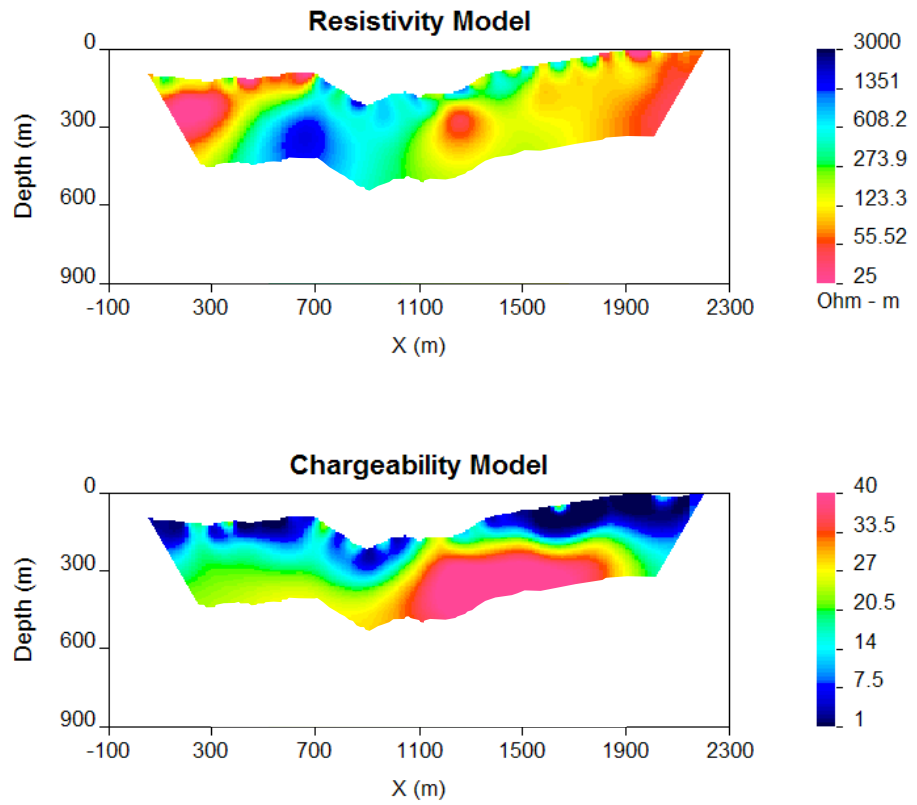 Resistivity Model
0
300
600
900
Depth (m)
-100 300 700 1100 1500 1900 2300
X (m)
3000
1351
608.2
273.9
123.3
55.52
25
Ohm - m
Chargeability Model
0
300
600
900
Depth (m)
-100 300 700 1100 1500 1900 2300
X (m)
40
33.5
27
20.5
14
7.5
1